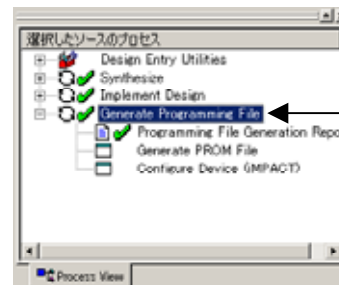 選択したソースのプロセス
Design Entry Utilities
Synthesize
Implement Design
Generate Programming File
Programming File Generation Repo
Generate PROM File
Configure Device (iMPACT)
Process View